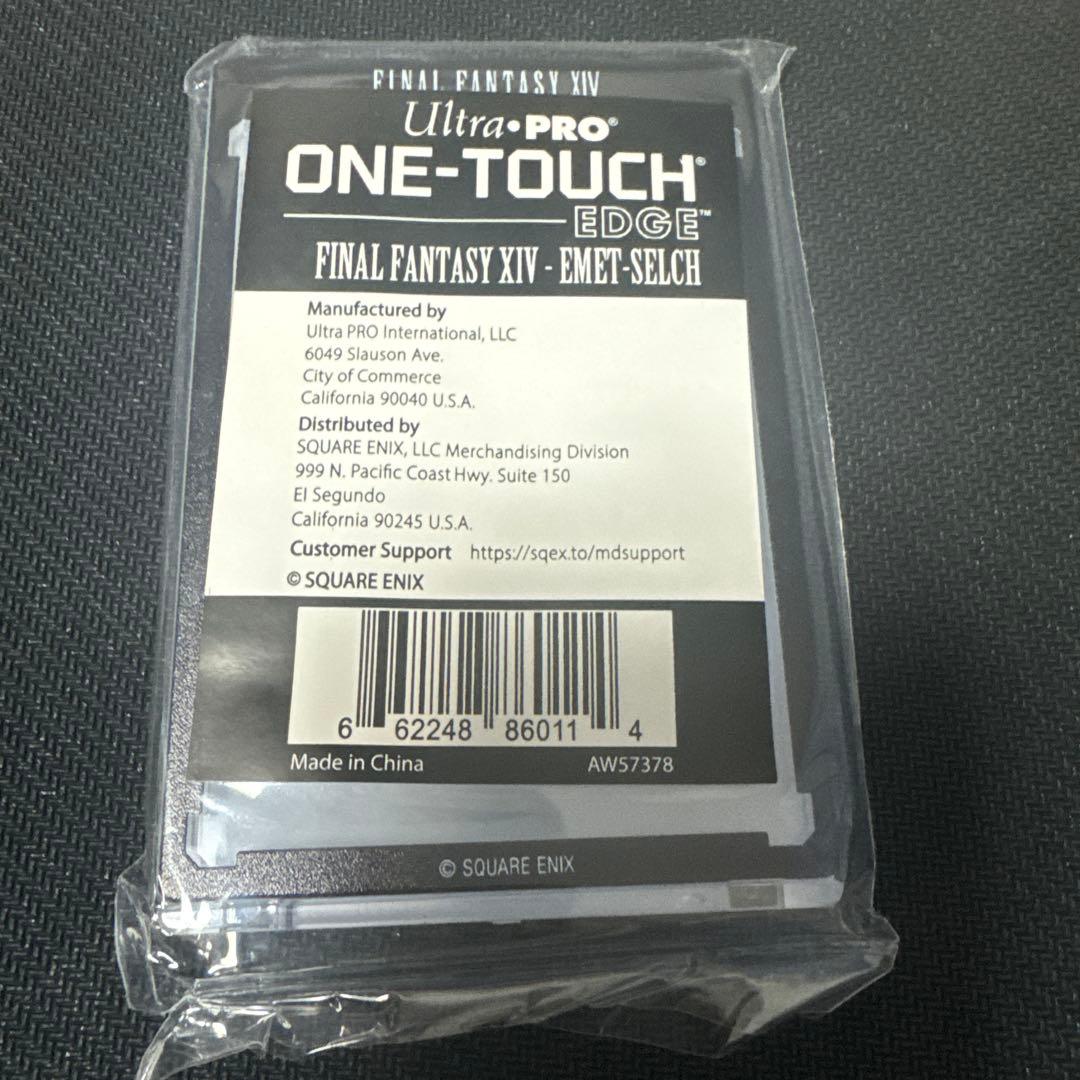 FINAL FANTASY XIV
Ultra•PRO®
ONE-TOUCH®
EDGE™
FINAL FANTASY XIV - EMET-SELCH
Manufactured by
Ultra PRO International, LLC
6049 Slauson Ave.
City of Commerce
California 90040 U.S.A.
Distributed by
SQUARE ENIX, LLC Merchandising Division
999 N. Pacific Coast Hwy. Suite 150
El Segundo
California 90245 U.S.A.
Customer Support https://sqex.to/mdsupport
© SQUARE ENIX
6 62248 86011 4
Made in China AW57378
© SQUARE ENIX